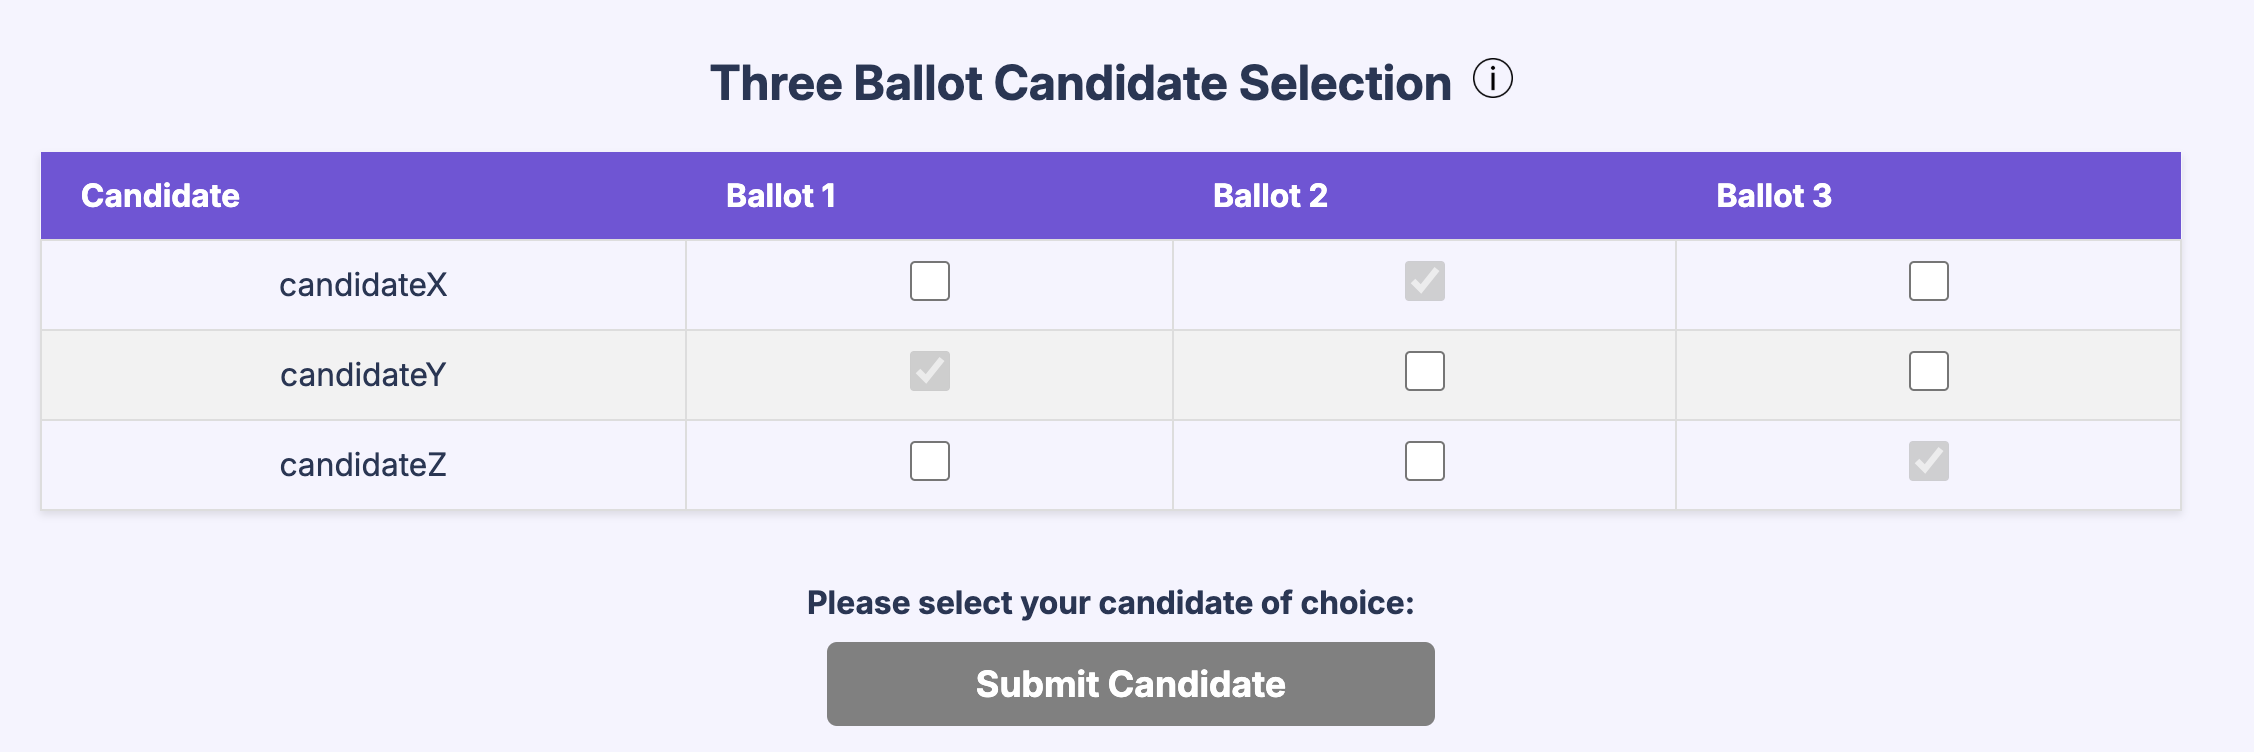 Three Ballot Candidate Selection ⓘ
Candidate Ballot 1 Ballot 2 Ballot 3
candidateX
candidateY
candidateZ
Please select your candidate of choice:
Submit Candidate